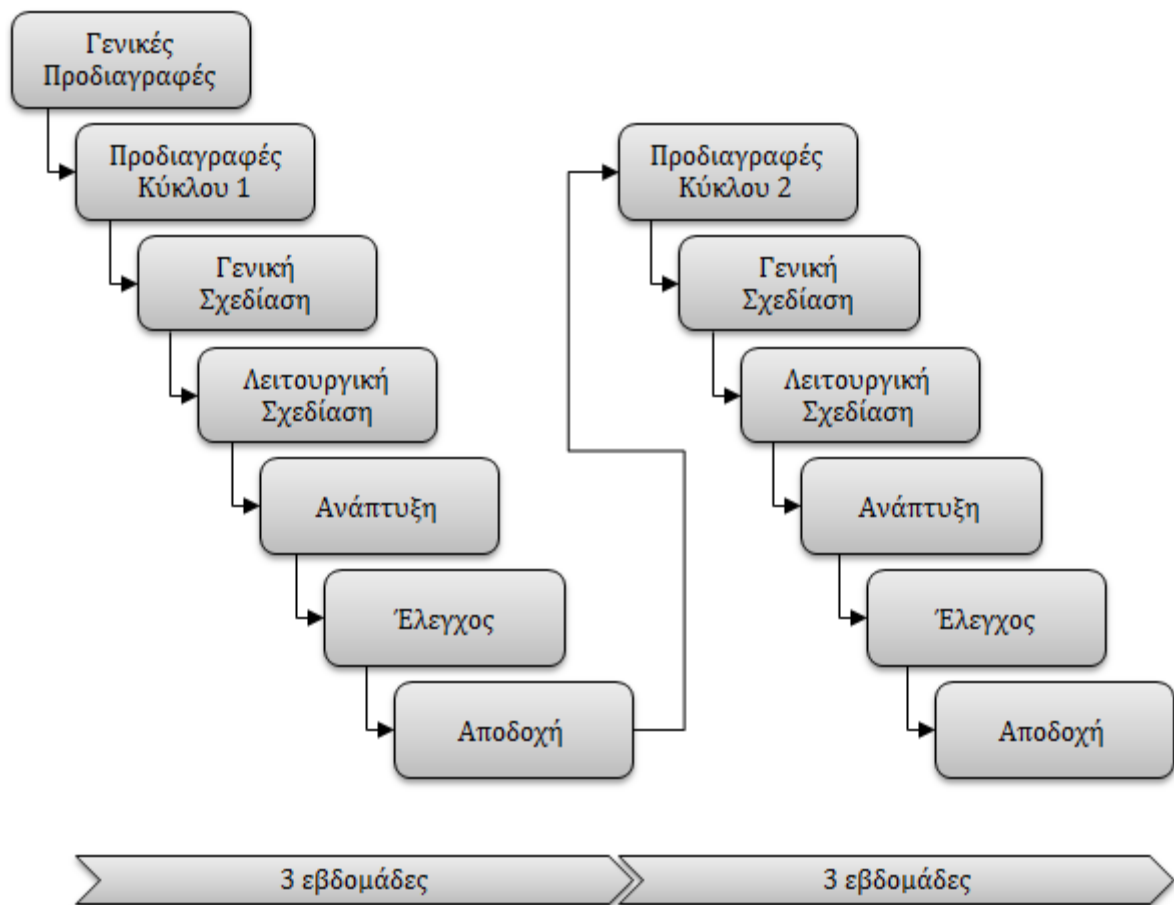 Γενικές
Προδιαγραφές
Προδιαγραφές
Κύκλου 1
Γενική
Σχεδίαση
Λειτουργική
Σχεδίαση
Ανάπτυξη
Έλεγχος
Αποδοχή
Προδιαγραφές
Κύκλου 2
Γενική
Σχεδίαση
Λειτουργική
Σχεδίαση
Ανάπτυξη
Έλεγχος
Αποδοχή
3 εβδομάδες
3 εβδομάδες